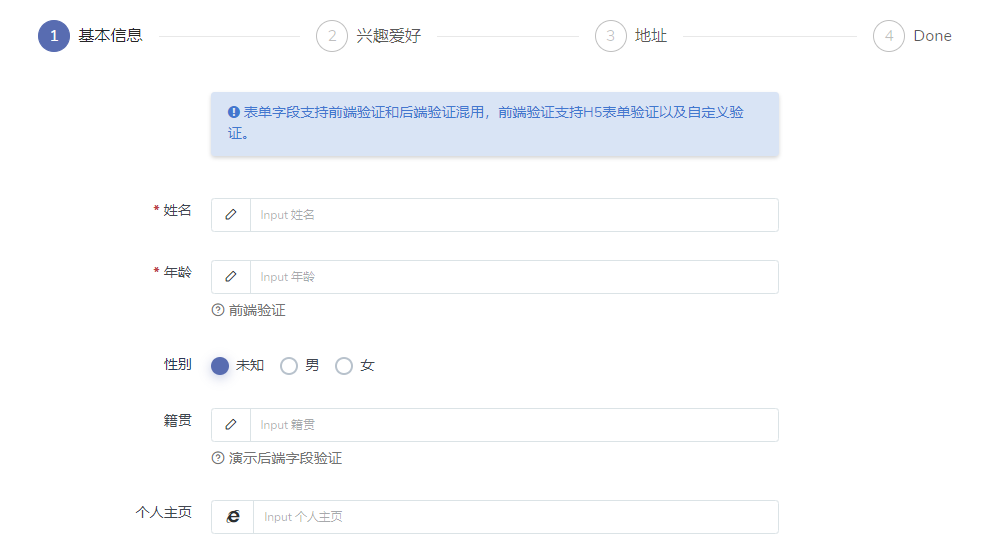 1 基本信息 2 兴趣爱好 3 地址 4 Done
表单字段支持前端验证和后端验证混用，前端验证支持H5表单验证以及自定义验
证。
* 姓名 Input 姓名
* 年龄 Input 年龄
前端验证
性别 未知 男 女
籍贯 Input 籍贯
演示后端字段验证
个人主页 Input 个人主页